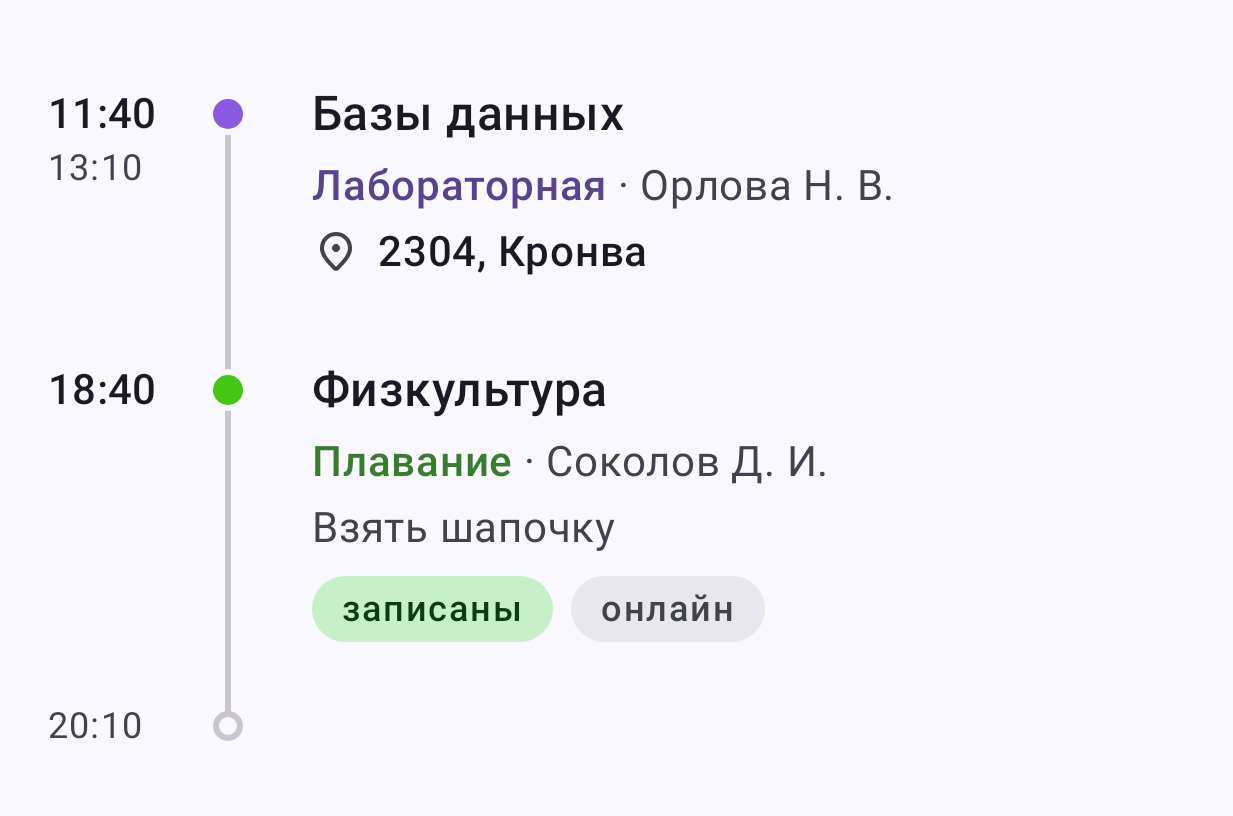 11:40 Базы данных
13:10
Лабораторная · Орлова Н. В.
2304, Кронва
18:40 Физкультура
Плавание · Соколов Д. И.
Взять шапочку
записаны онлайн
20:10